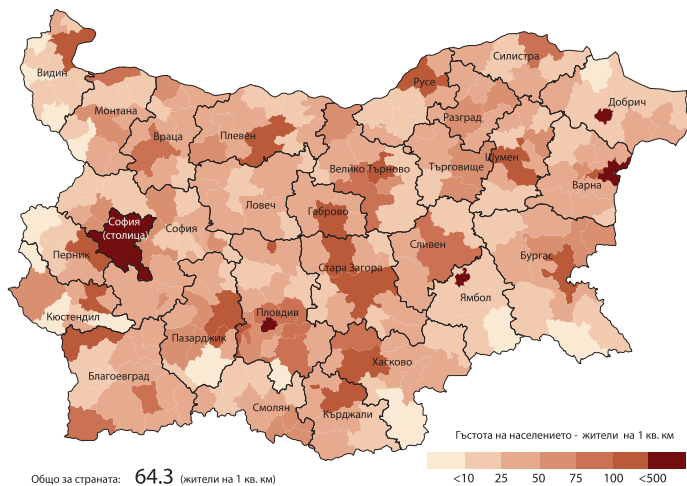 Видин
Монтана
Враца
Плевен
Русе
Силистра
Добрич
Разград
Велико Търново
Търговище
Шумен
Варна
Ловеч
Габрово
София
(столица)
София
Перник
Сливен
Бургас
Стара Загора
Ямбол
Кюстендил
Пловдив
Пазарджик
Хасково
Благоевград
Смолян
Кърджали
Гъстота на населението - жители на 1 кв. км
<10 25 50 75 100 <500
Общо за страната: 64.3 (жители на 1 кв. км)